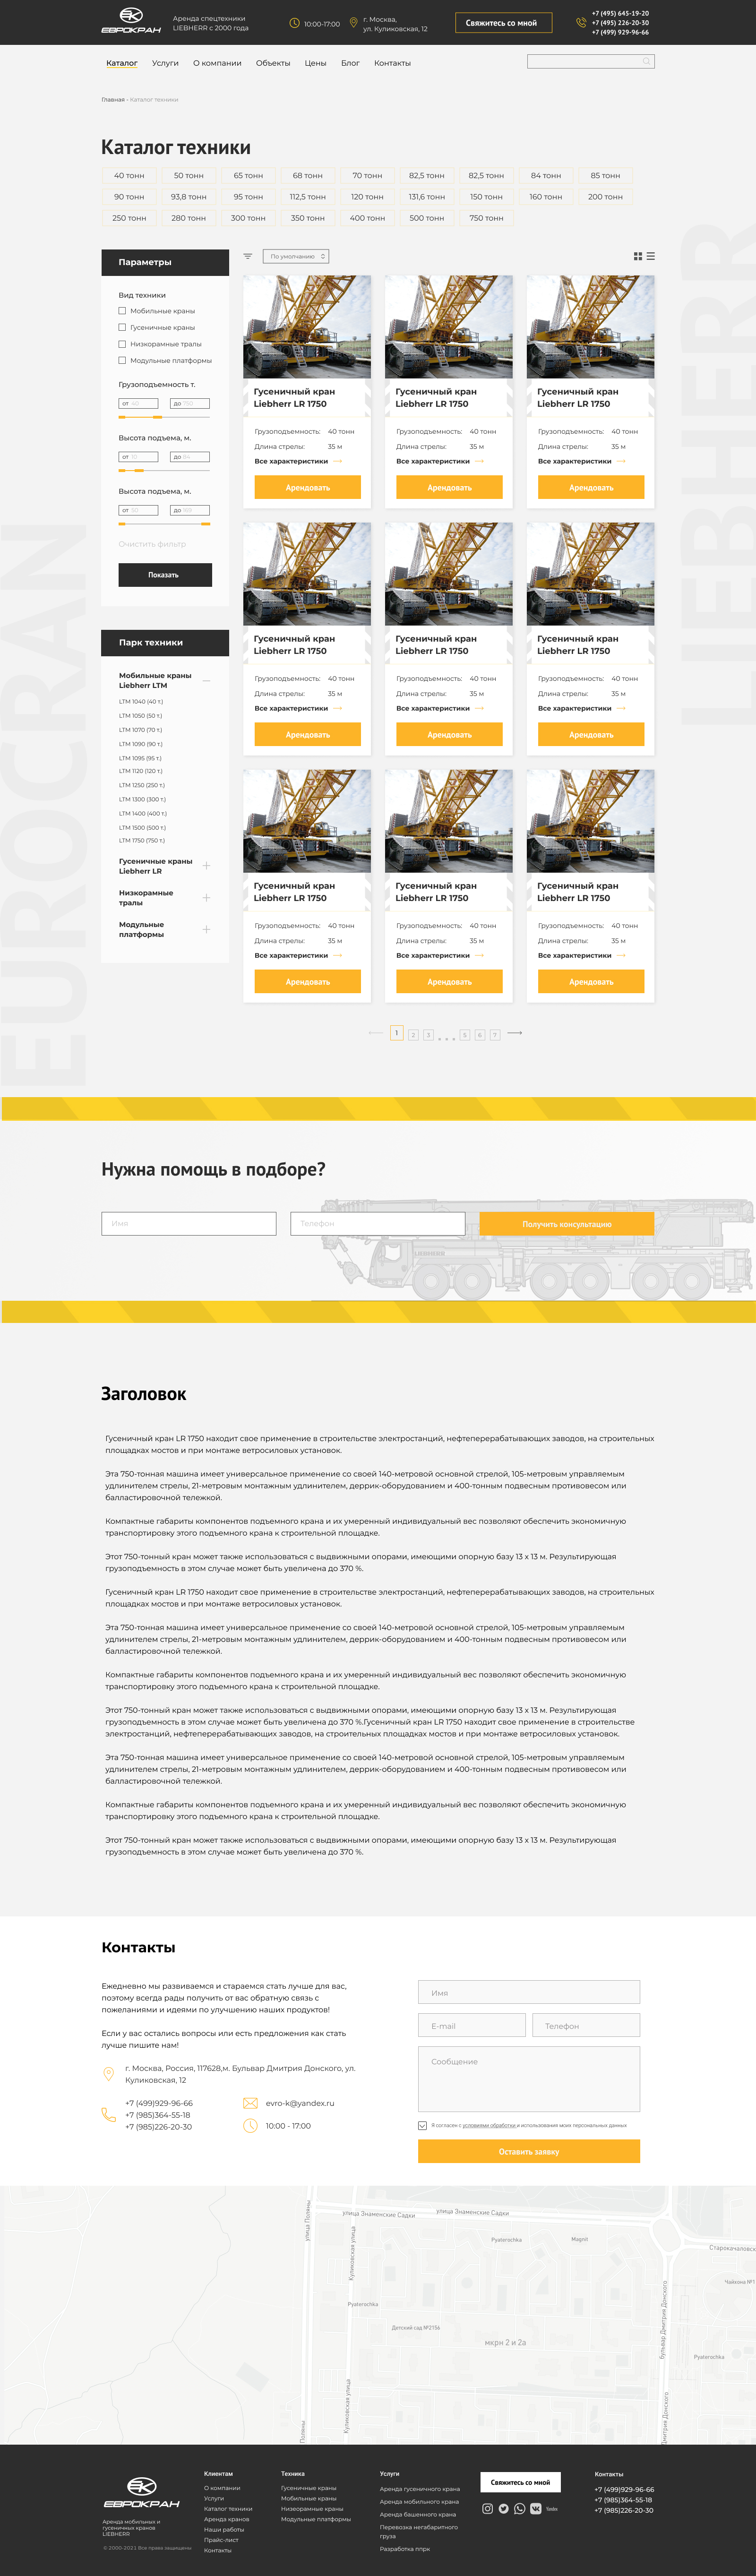 ЕВРОКРАН
Аренда спецтехники
LIEBHERR с 2000 года
10:00-17:00
г. Москва,
ул. Куликовская, 12
Свяжитесь со мной
+7 (495) 645-19-20
+7 (495) 226-20-30
+7 (499) 929-96-66
Каталог Услуги О компании Объекты Цены Блог Контакты
Главная - Каталог техники
Каталог техники
40 тонн 50 тонн 65 тонн 68 тонн 70 тонн 82,5 тонн 82,5 тонн 84 тонн 85 тонн
90 тонн 93,8 тонн 95 тонн 112,5 тонн 120 тонн 131,6 тонн 150 тонн 160 тонн 200 тонн
250 тонн 280 тонн 300 тонн 350 тонн 400 тонн 500 тонн 750 тонн
LIEBHERR
EUROCRAN
Параметры
Вид техники
Мобильные краны
Гусеничные краны
Низкорамные тралы
Модульные платформы
Грузоподъемность т.
от 40 до 750
Высота подъема, м.
от 10 до 84
Высота подъема, м.
от 50 до
Очистить фильтр
Показать
Парк техники
Мобильные краны
Liebherr LTM
LTM 1040 (40 т.)
LTM 1050 (50 т.)
LTM 1070 (70 т.)
LTM 1090 (90 т.)
LTM 1095 (95 т.)
LTM 1120 (120 т.)
LTM 1250 (250 т.)
LTM 1300 (300 т.)
LTM 1400 (400 т.)
LTM 1500 (500 т.)
LTM 1750 (750 т.)
Гусеничные краны
Liebherr LR
Низкорамные
тралы
Модульные
платформы
По умолчанию
Гусеничный кран Гусеничный кран Гусеничный кран
Liebherr LR 1750 Liebherr LR 1750 Liebherr LR 1750
Грузоподъемность: 40 тонн Грузоподъемность: 40 тонн Грузоподъемность: 40 тонн
Длина стрелы: 35 м Длина стрелы: 35 м Длина стрелы: 35 м
Все характеристики Все характеристики Все характеристики
Арендовать Арендовать Арендовать
Гусеничный кран Гусеничный кран Гусеничный кран
Liebherr LR 1750 Liebherr LR 1750 Liebherr LR 1750
Грузоподъемность: 40 тонн Грузоподъемность: 40 тонн Грузоподъемность: 40 тонн
Длина стрелы: 35 м Длина стрелы: 35 м Длина стрелы: 35 м
Все характеристики Все характеристики Все характеристики
Арендовать Арендовать Арендовать
Гусеничный кран Гусеничный кран Гусеничный кран
Liebherr LR 1750 Liebherr LR 1750 Liebherr LR 1750
Грузоподъемность: 40 тонн Грузоподъемность: 40 тонн Грузоподъемность: 40 тонн
Длина стрелы: 35 м Длина стрелы: 35 м Длина стрелы: 35 м
Все характеристики Все характеристики Все характеристики
Арендовать Арендовать Арендовать
1 2 3 . . . 5 6 7
Нужна помощь в подборе?
Имя Телефон Получить консультацию
Заголовок
Гусеничный кран LR 1750 находит свое применение в строительстве электростанций, нефтеперерабатывающих заводов, на строительных
площадках мостов и при монтаже ветросиловых установок.
Эта 750-тонная машина имеет универсальное применение со своей 140-метровой основной стрелой, 105-метровым управляемым
удлинителем стрелы, 21-метровым монтажным удлинителем, деррик-оборудованием и 400-тонным подвесным противовесом или
балластировочной тележкой.
Компактные габариты компонентов подъемного крана и их умеренный индивидуальный вес позволяют обеспечить экономичную
транспортировку этого подъемного крана к строительной площадке.
Этот 750-тонный кран может также использоваться с выдвижными опорами, имеющими опорную базу 13 x 13 м. Результирующая
грузоподъемность в этом случае может быть увеличена до 370 %.
Гусеничный кран LR 1750 находит свое применение в строительстве электростанций, нефтеперерабатывающих заводов, на строительных
площадках мостов и при монтаже ветросиловых установок.
Эта 750-тонная машина имеет универсальное применение со своей 140-метровой основной стрелой, 105-метровым управляемым
удлинителем стрелы, 21-метровым монтажным удлинителем, деррик-оборудованием и 400-тонным подвесным противовесом или
балластировочной тележкой.
Компактные габариты компонентов подъемного крана и их умеренный индивидуальный вес позволяют обеспечить экономичную
транспортировку этого подъемного крана к строительной площадке.
Этот 750-тонный кран может также использоваться с выдвижными опорами, имеющими опорную базу 13 x 13 м. Результирующая
грузоподъемность в этом случае может быть увеличена до 370 %.Гусеничный кран LR 1750 находит свое применение в строительстве
электростанций, нефтеперерабатывающих заводов, на строительных площадках мостов и при монтаже ветросиловых установок.
Эта 750-тонная машина имеет универсальное применение со своей 140-метровой основной стрелой, 105-метровым управляемым
удлинителем стрелы, 21-метровым монтажным удлинителем, деррик-оборудованием и 400-тонным подвесным противовесом или
балластировочной тележкой.
Компактные габариты компонентов подъемного крана и их умеренный индивидуальный вес позволяют обеспечить экономичную
транспортировку этого подъемного крана к строительной площадке.
Этот 750-тонный кран может также использоваться с выдвижными опорами, имеющими опорную базу 13 x 13 м. Результирующая
грузоподъемность в этом случае может быть увеличена до 370 %.
Контакты
Ежедневно мы развиваемся и стараемся стать лучше для вас,
поэтому всегда рады получить от вас обратную связь с
пожеланиями и идеями по улучшению наших продуктов!
Если у вас остались вопросы или есть предложения как стать
лучше пишите нам!
г. Москва, Россия, 117628,м. Бульвар Дмитрия Донского, ул.
Куликовская, 12
+7 (499)929-96-66
+7 (985)364-55-18
+7 (985)226-20-30
evro-k@yandex.ru
10:00 - 17:00
Имя
E-mail Телефон
Сообщение
Я согласен с условиями обработки и использования моих персональных данных
Оставить заявку
улица Поляны
улица Знаменские Садки
улица Знаменские Садки
Куликовская улица
Pyaterochka
Magnit
Старокачаловск
Чайхона №1
Pyaterochka
Детский сад №2156
мкрн 2 и 2а
бульвар Дмитрия Донского
Pyaterochka
Куликовская улица
Поляны
Дмитрия Донского
ЕВРОКРАН
Аренда мобильных и
гусеничных кранов
LIEBHERR
© 2000-2021 Все права защищены
Клиентам
О компании
Услуги
Каталог техники
Аренда кранов
Наши работы
Прайс-лист
Контакты
Техника
Гусеничные краны
Мобильные краны
Низеорамные краны
Модульные платформы
Услуги
Аренда гусеничного крана
Аренда мобильного крана
Аренда башенного крана
Перевозка негабаритного
груза
Разработка ппрк
Свяжитесь со мной
Контакты
+7 (499)929-96-66
+7 (985)364-55-18
+7 (985)226-20-30